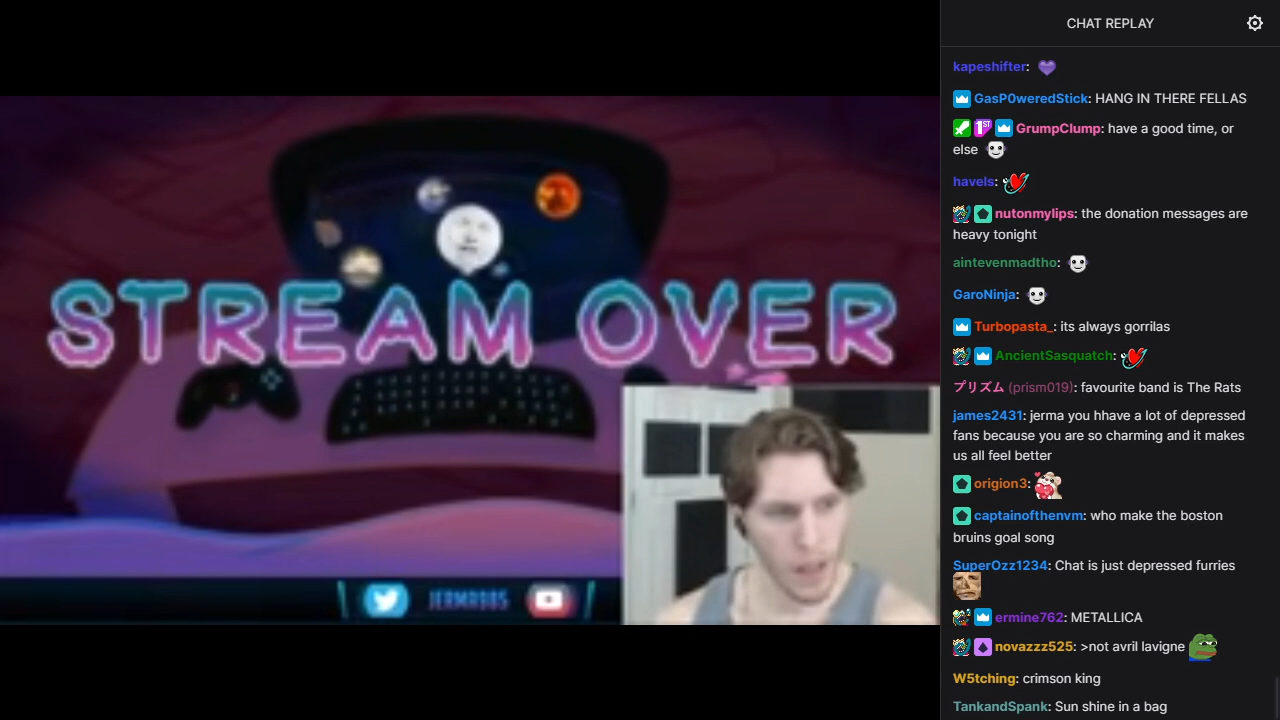 STREAM OVER
JERMA985
CHAT REPLAY
kapeshifter:
GasP0weredStick: HANG IN THERE FELLAS
1ST GrumpClump: have a good time, or
else
havels:
nutonmylips: the donation messages are
heavy tonight
aintevenmadtho:
GaroNinja:
Turbopasta_: its always gorrilas
AncientSasquatch:
プリズム (prism019): favourite band is The Rats
james2431: jerma you hhave a lot of depressed
fans because you are so charming and it makes
us all feel better
origion3:
captainofthenvm: who make the boston
bruins goal song
SuperOzz1234: Chat is just depressed furries
ermine762: METALLICA
novazzz525: >not avril lavigne
W5tching: crimson king
TankandSpank: Sun shine in a bag